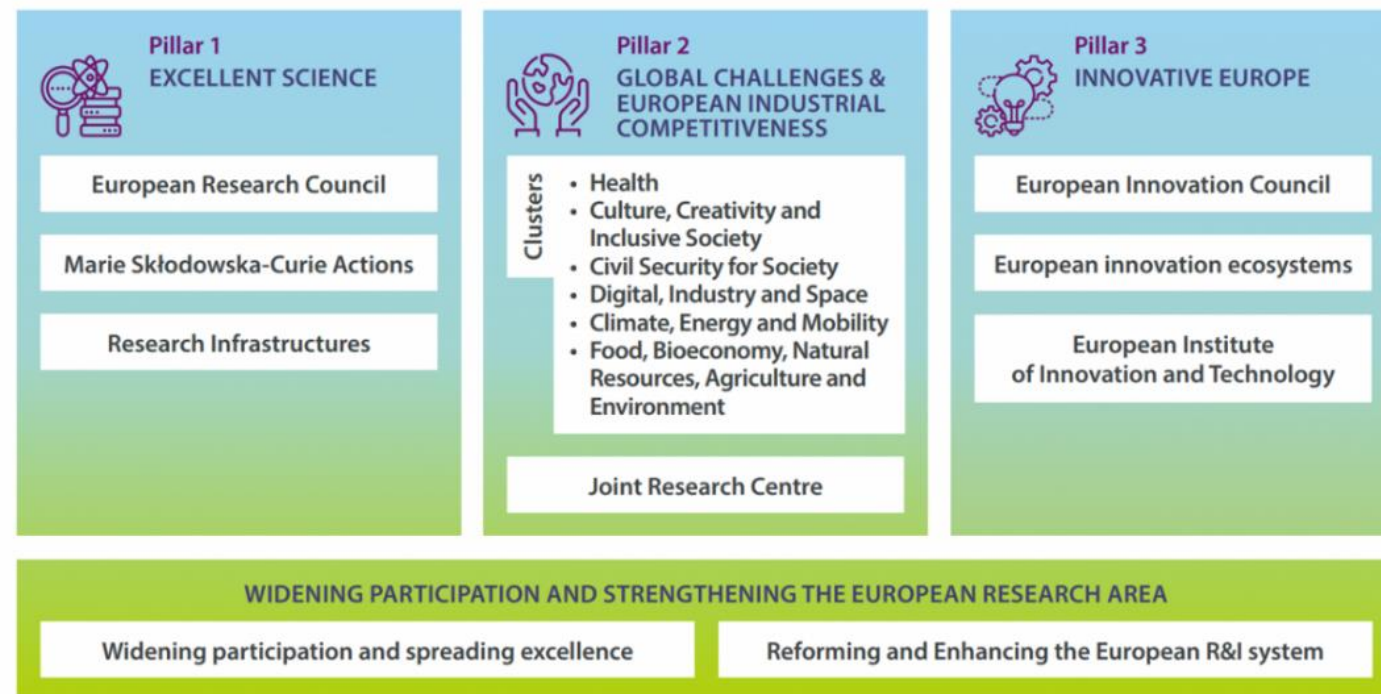 Pillar 1
EXCELLENT SCIENCE
European Research Council
Marie Skłodowska-Curie Actions
Research Infrastructures
Pillar 2
GLOBAL CHALLENGES &
EUROPEAN INDUSTRIAL
COMPETITIVENESS
Clusters
• Health
• Culture, Creativity and
Inclusive Society
• Civil Security for Society
• Digital, Industry and Space
• Climate, Energy and Mobility
• Food, Bioeconomy, Natural
Resources, Agriculture and
Environment
Joint Research Centre
Pillar 3
INNOVATIVE EUROPE
European Innovation Council
European innovation ecosystems
European Institute
of Innovation and Technology
WIDENING PARTICIPATION AND STRENGTHENING THE EUROPEAN RESEARCH AREA
Widening participation and spreading excellence
Reforming and Enhancing the European R&I system